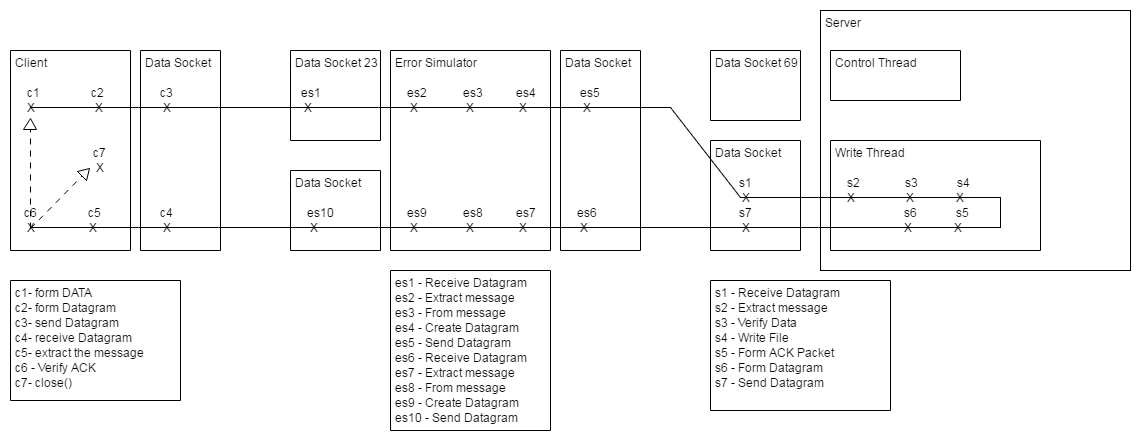 Server
Client
Data Socket
Data Socket 23
Error Simulator
Data Socket
Data Socket 69
Control Thread
c1
c2
c3
es1
es2
es3
es4
es5
X
X
X
X
X
X
X
X
c7
X
Data Socket
Write Thread
Data Socket
s1
s2
s3
s4
X
X
X
X
c6
c5
c4
es10
es9
es8
es7
es6
s7
s6
s5
X
X
X
X
X
X
X
X
X
X
X
c1- form DATA
c2- form Datagram
c3- send Datagram
c4- receive Datagram
c5- extract the message
c6 - Verify ACK
c7- close()
es1 - Receive Datagram
es2 - Extract message
es3 - From message
es4 - Create Datagram
es5 - Send Datagram
es6 - Receive Datagram
es7 - Extract message
es8 - From message
es9 - Create Datagram
es10 - Send Datagram
s1 - Receive Datagram
s2 - Extract message
s3 - Verify Data
s4 - Write File
s5 - Form ACK Packet
s6 - Form Datagram
s7 - Send Datagram